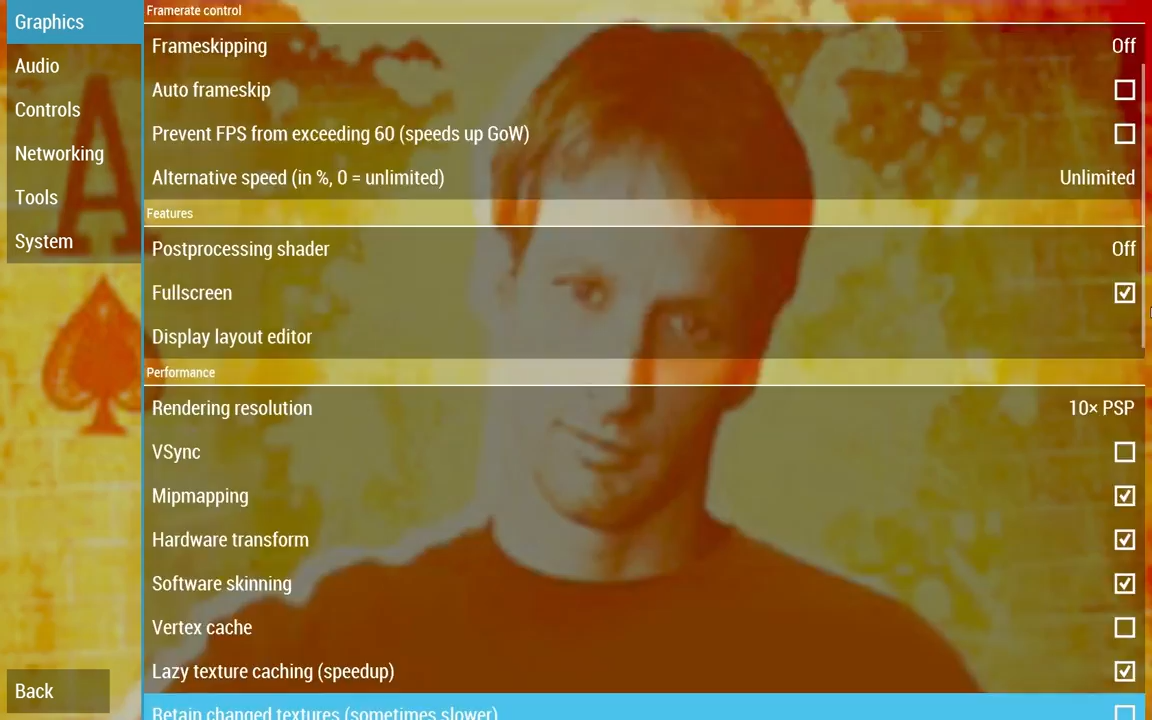 Graphics
Audio
Controls
Networking
Tools
System
Back
Framerate control
Frameskipping Off
Auto frameskip
Prevent FPS from exceeding 60 (speeds up GoW)
Alternative speed (in %, 0 = unlimited) Unlimited
Features
Postprocessing shader Off
Fullscreen
Display layout editor
Performance
Rendering resolution 10× PSP
VSync
Mipmapping
Hardware transform
Software skinning
Vertex cache
Lazy texture caching (speedup)
Retain changed textures (sometimes slower)
A